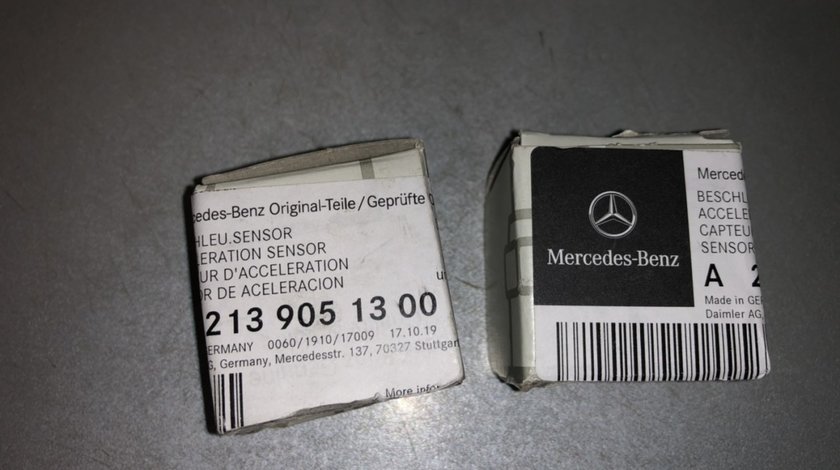 cedes-Benz Original-Teile/Geprüfte
HLEU.SENSOR
ERATION SENSOR
UR D'ACCELERATION
OR DE ACELERACION
213 905 13 00
ERMANY 0060/1910/17009 17.10.19
G, Germany, Mercedesstr. 137, 70327 Stuttgar
More infor
Mercedes-Benz
Merced
BESCHL
ACCELE
CAPTEU
SENSOR
A 2
Made in GER
Daimler AG,